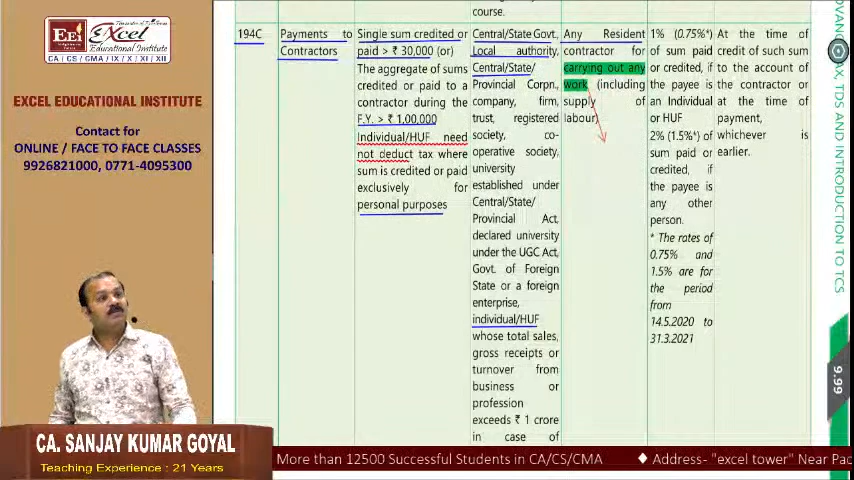 EEi
Excel
Educational Institute
CA / CS / CMA / IX / X / XI / XII
EXCEL EDUCATIONAL INSTITUTE
Contact for
ONLINE / FACE TO FACE CLASSES
9926821000, 0771-4095300
CA. SANJAY KUMAR GOYAL
Teaching Experience : 21 Years
course.
194C
Payments to
Contractors
Single sum credited or
paid > ₹ 30,000 (or)
The aggregate of sums
credited or paid to a
contractor during the
F.Y. > ₹ 1,00,000
Individual/HUF need
not deduct tax where
sum is credited or paid
exclusively for
personal purposes
Central/State Govt.,
Local authority,
Central/State/
Provincial Corpn.,
company, firm,
trust, registered
society, co-
operative society,
university
established under
Central/State/
Provincial Act,
declared university
under the UGC Act,
Govt. of Foreign
State or a foreign
enterprise,
individual/HUF
whose total sales,
gross receipts or
turnover from
business or
profession
exceeds ₹ 1 crore
in case of
Any Resident
contractor for
carrying out any
work (including
supply of
labour)
1% (0.75%*)
of sum paid
or credited, if
the payee is
an Individual
or HUF
2% (1.5%*) of
sum paid or
credited, if
the payee is
any other
person.
* The rates of
0.75% and
1.5% are for
the period
from
14.5.2020 to
31.3.2021
At the time of
credit of such sum
to the account of
the contractor or
at the time of
payment,
whichever is
earlier.
TAX, TDS AND INTRODUCTION TO TCS
9.99
More than 12500 Successful Students in CA/CS/CMA ♦ Address- "excel tower" Near